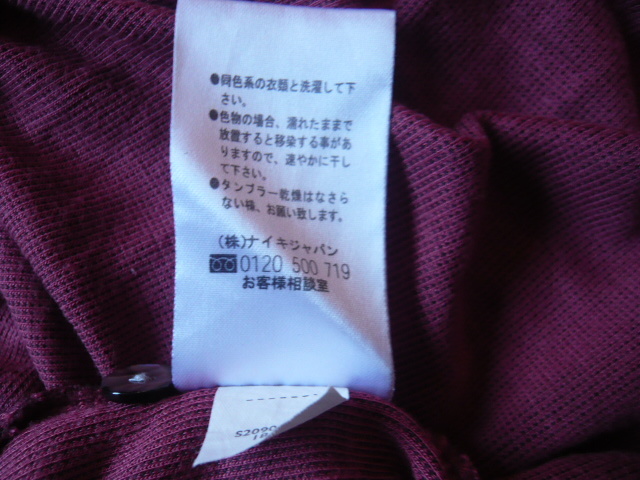 ●同色系の衣類と洗濯して下
さい。
●色物の場合、濡れたままで
放置すると移染する事があ
りますので、速やかに干し
て下さい。
●タンブラー乾燥はなさら
ない様、お願い致します。
(株)ナイキジャパン
0120 500 719
お客様相談室
S2090